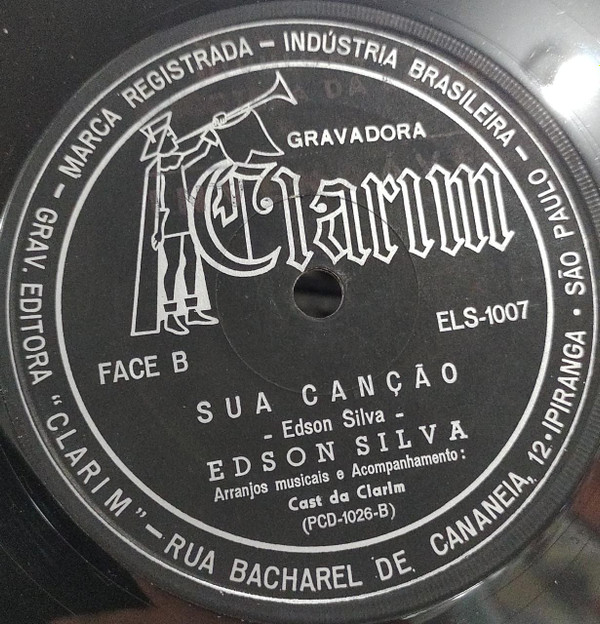 MARCA REGISTRADA – INDÚSTRIA BRASILEIRA – SÃO PAULO • IPIRANGA • RUA BACHAREL DE CANANEIA, 12 – GRAV. EDITORA "CLARIM" –
GRAVADORA
Clarim
ELS-1007
FACE B
SUA CANÇÃO
- Edson Silva -
EDSON SILVA
Arranjos musicais e Acompanhamento:
Cast da Clarim
(PCD-1026-B)